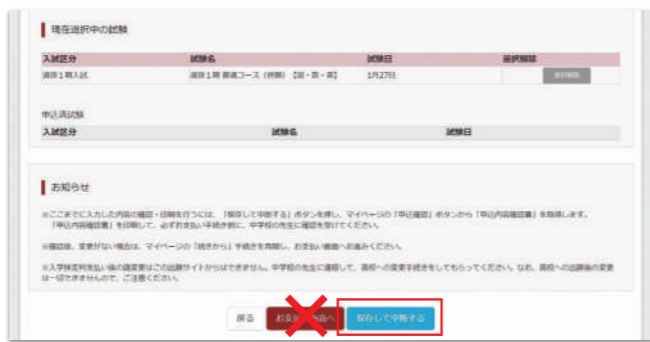 現在選択中の試験
入試区分 試験名 試験日 選択解除
選抜1期入試 選抜1期 普通コース（併願）【国・数・英】 1月27日 選択解除
申込済試験
入試区分 試験名 試験日
お知らせ
※ここまでに入力した内容の確認・印刷を行うには、「保存して中断する」ボタンを押し、マイページの「申込確認」ボタンから「申込内容確認書」を取得します。
「申込内容確認書」を印刷して、必ずお支払い手続き前に、中学校の先生に確認を受けてください。
※確認後、変更がない場合は、マイページの「続きから」手続きを再開し、お支払い画面へお進みください。
※入学検定料支払い後の諸変更はこの出願サイトからはできません。中学校の先生に連絡して、高校への変更手続きをしてもらってください。なお、高校への出願後の変更
は一切できませんので、ご注意ください。
戻る お支払 画面へ 保存して中断する